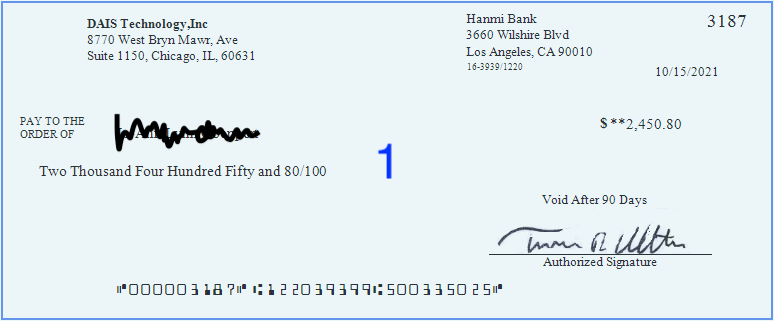 DAIS Technology,Inc
8770 West Bryn Mawr, Ave
Suite 1150, Chicago, IL, 60631
Hanmi Bank
3660 Wilshire Blvd
Los Angeles, CA 90010
16-3939/1220
3187
10/15/2021
PAY TO THE
ORDER OF
$ **2,450.80
Two Thousand Four Hundred Fifty and 80/100
1
Void After 90 Days
Authorized Signature
⑈000003187⑈ ⑆122039399⑆500335025⑈